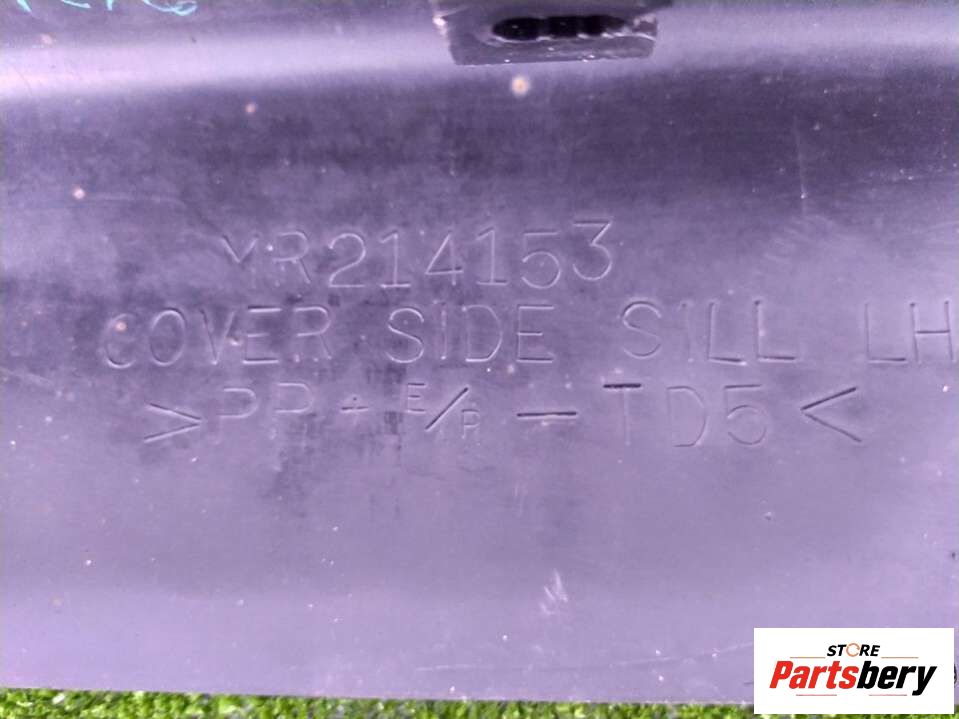 MR214153
COVER SIDE SILL LH
>PP+E/P-TD5<
STORE
Partsbery